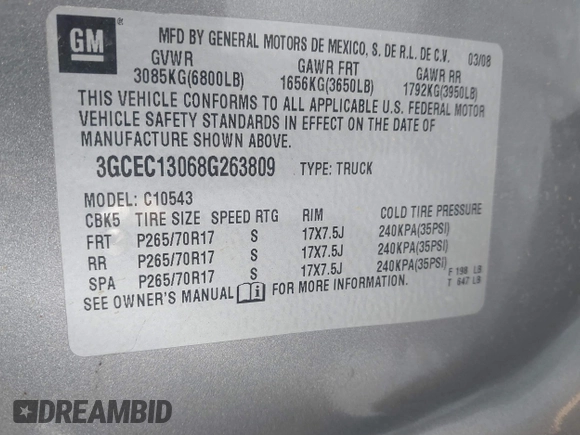 GM
MFD BY GENERAL MOTORS DE MEXICO, S. DE R.L. DE C.V. 03/08
GVWR GAWR FRT GAWR RR
3085KG(6800LB) 1656KG(3650LB) 1792KG(3950LB)
THIS VEHICLE CONFORMS TO ALL APPLICABLE U.S. FEDERAL MOTOR
VEHICLE SAFETY STANDARDS IN EFFECT ON THE DATE OF
MANUFACTURE SHOWN ABOVE.
3GCEC13068G263809 TYPE: TRUCK
MODEL: C10543
CBK5 TIRE SIZE SPEED RTG RIM COLD TIRE PRESSURE
FRT P265/70R17 S 17X7.5J 240KPA(35PSI)
RR P265/70R17 S 17X7.5J 240KPA(35PSI)
SPA P265/70R17 S 17X7.5J 240KPA(35PSI)
F 198 LB
T 647 LB
SEE OWNER'S MANUAL FOR MORE INFORMATION.
DREAMBID